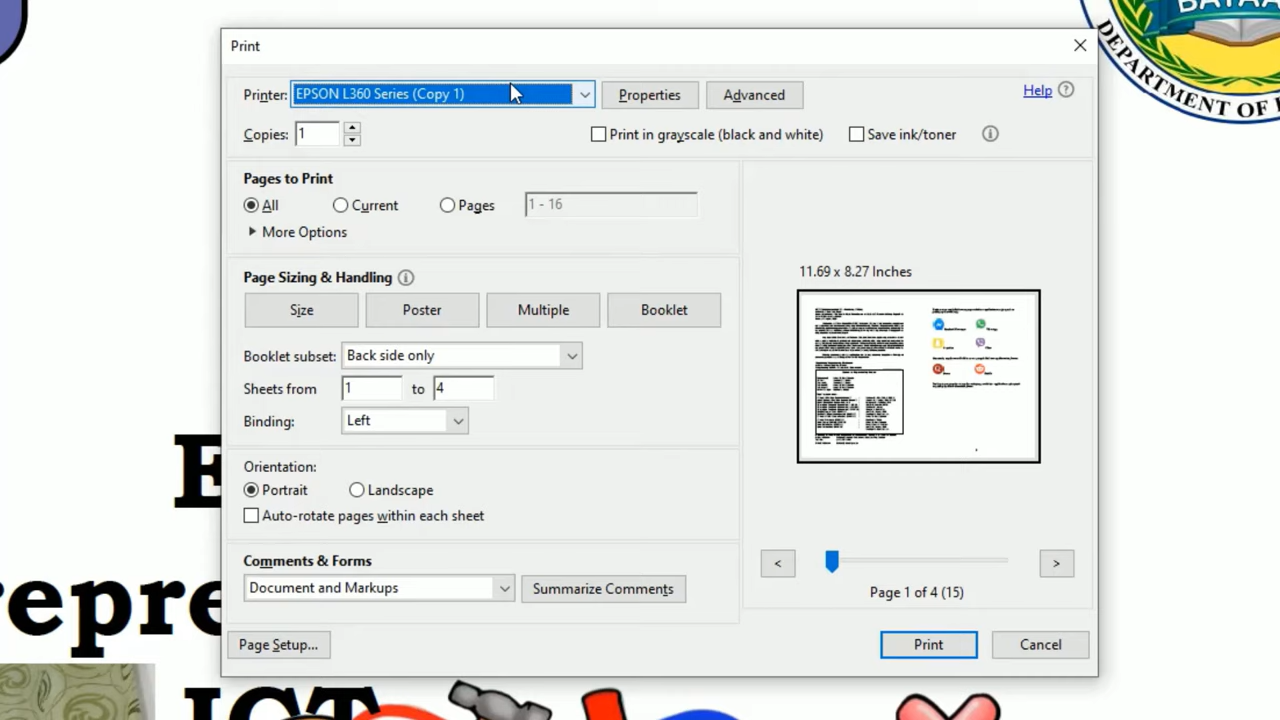 BATAA
DEPARTMENT OF E
Print
Printer: EPSON L360 Series (Copy 1) Properties Advanced Help
Copies: 1 Print in grayscale (black and white) Save ink/toner
Pages to Print
All Current Pages 1 - 16
More Options
11.69 x 8.27 Inches
Page Sizing & Handling
Size Poster Multiple Booklet
Booklet subset: Back side only
Sheets from 1 to 4
Binding: Left
Orientation:
Portrait Landscape
Auto-rotate pages within each sheet
Comments & Forms
Document and Markups Summarize Comments
< >
Page 1 of 4 (15)
Page Setup... Print Cancel
E
repre
ICT